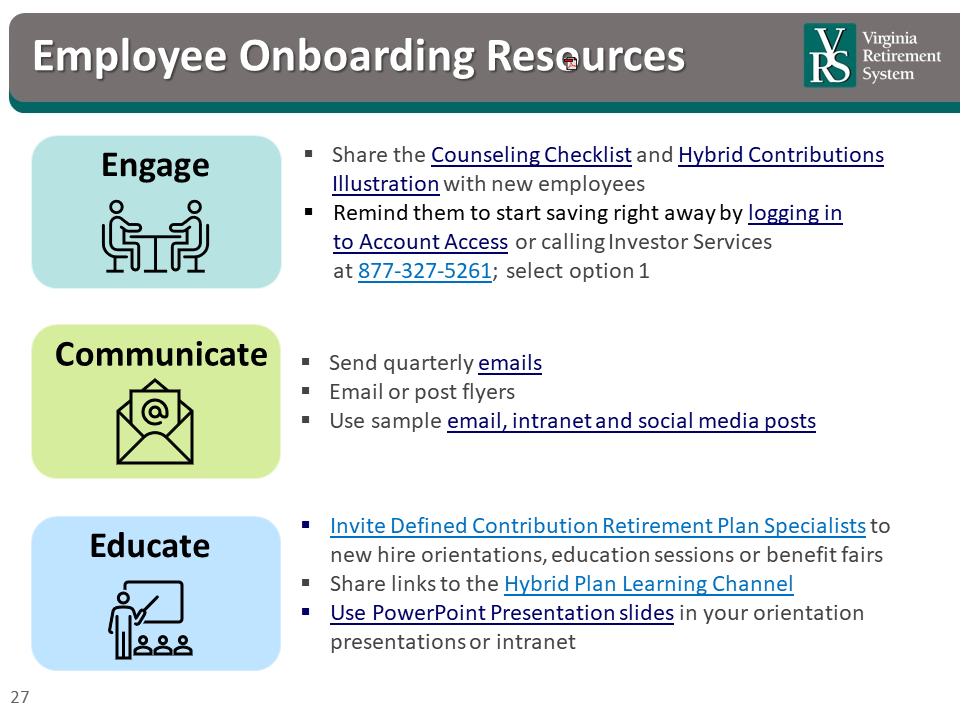 Employee Onboarding Resources
VRS
Virginia
Retirement
System
Engage
▪ Share the Counseling Checklist and Hybrid Contributions
Illustration with new employees
▪ Remind them to start saving right away by logging in
to Account Access or calling Investor Services
at 877-327-5261; select option 1
Communicate
@
▪ Send quarterly emails
▪ Email or post flyers
▪ Use sample email, intranet and social media posts
Educate
▪ Invite Defined Contribution Retirement Plan Specialists to
new hire orientations, education sessions or benefit fairs
▪ Share links to the Hybrid Plan Learning Channel
▪ Use PowerPoint Presentation slides in your orientation
presentations or intranet
27